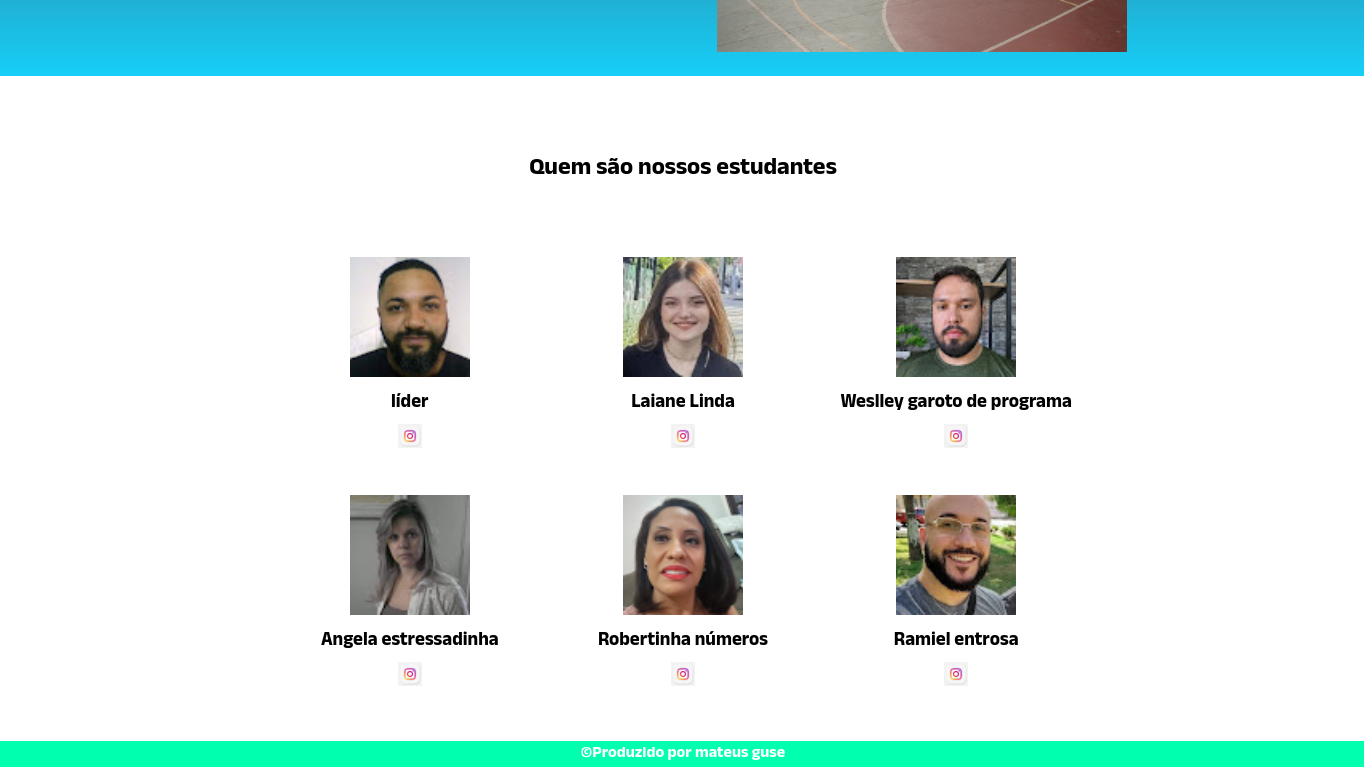 Quem são nossos estudantes
líder
Laiane Linda
Weslley garoto de programa
Angela estressadinha
Robertinha números
Ramiel entrosa
©Produzido por mateus guse